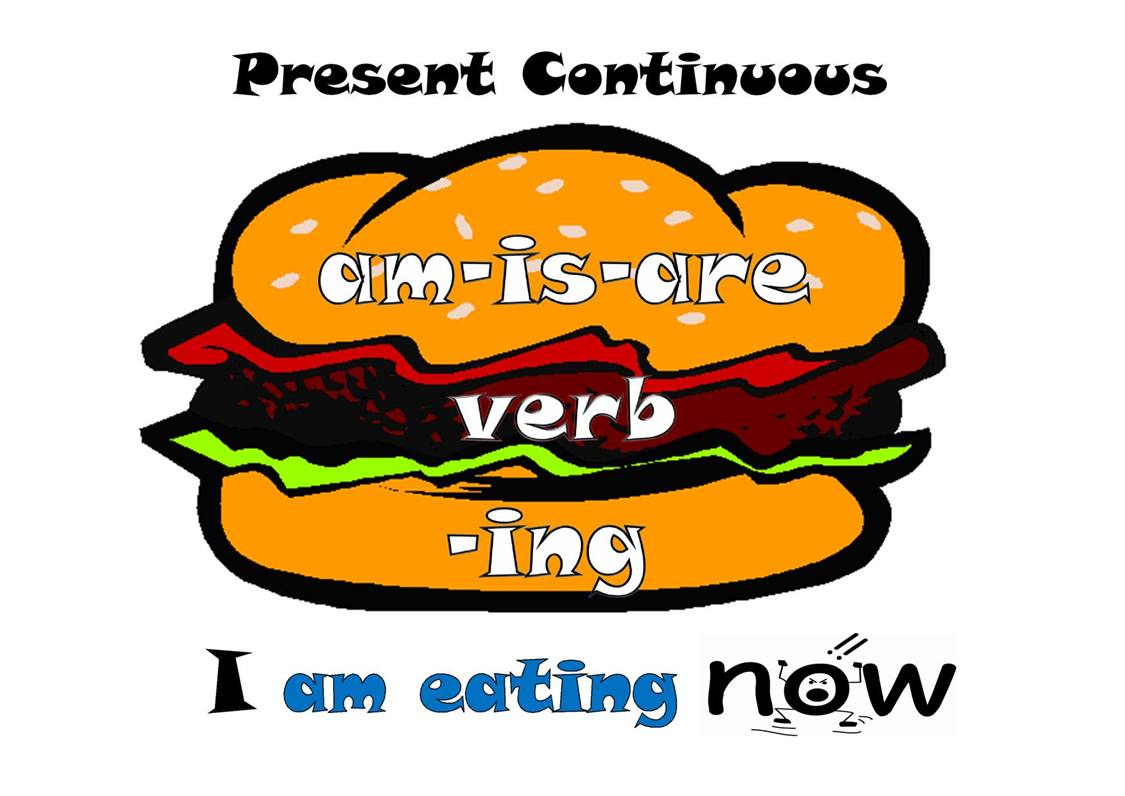 Present Continuous
am-is-are
verb
-ing
I am eating now